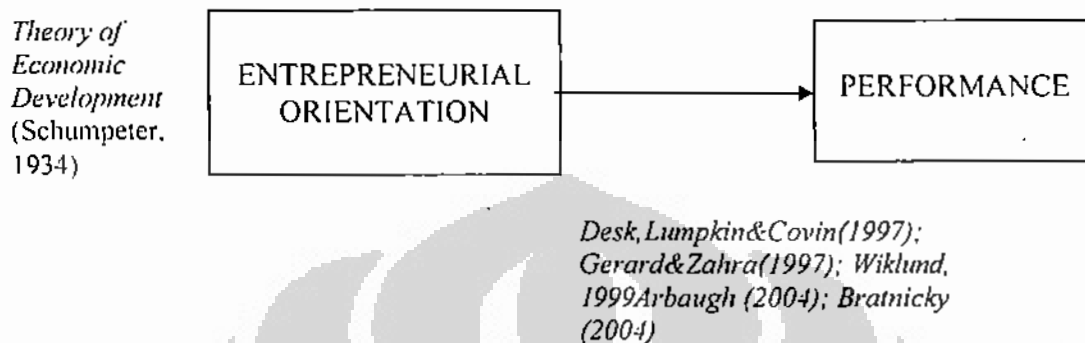 Theory of
Economic
Development
(Schumpeter.
1934)
ENTREPRENEURIAL
ORIENTATION
PERFORMANCE
Desk,Lumpkin&Covin(1997);
Gerard&Zahra(1997); Wiklund,
1999Arbaugh (2004); Bratnicky
(2004)